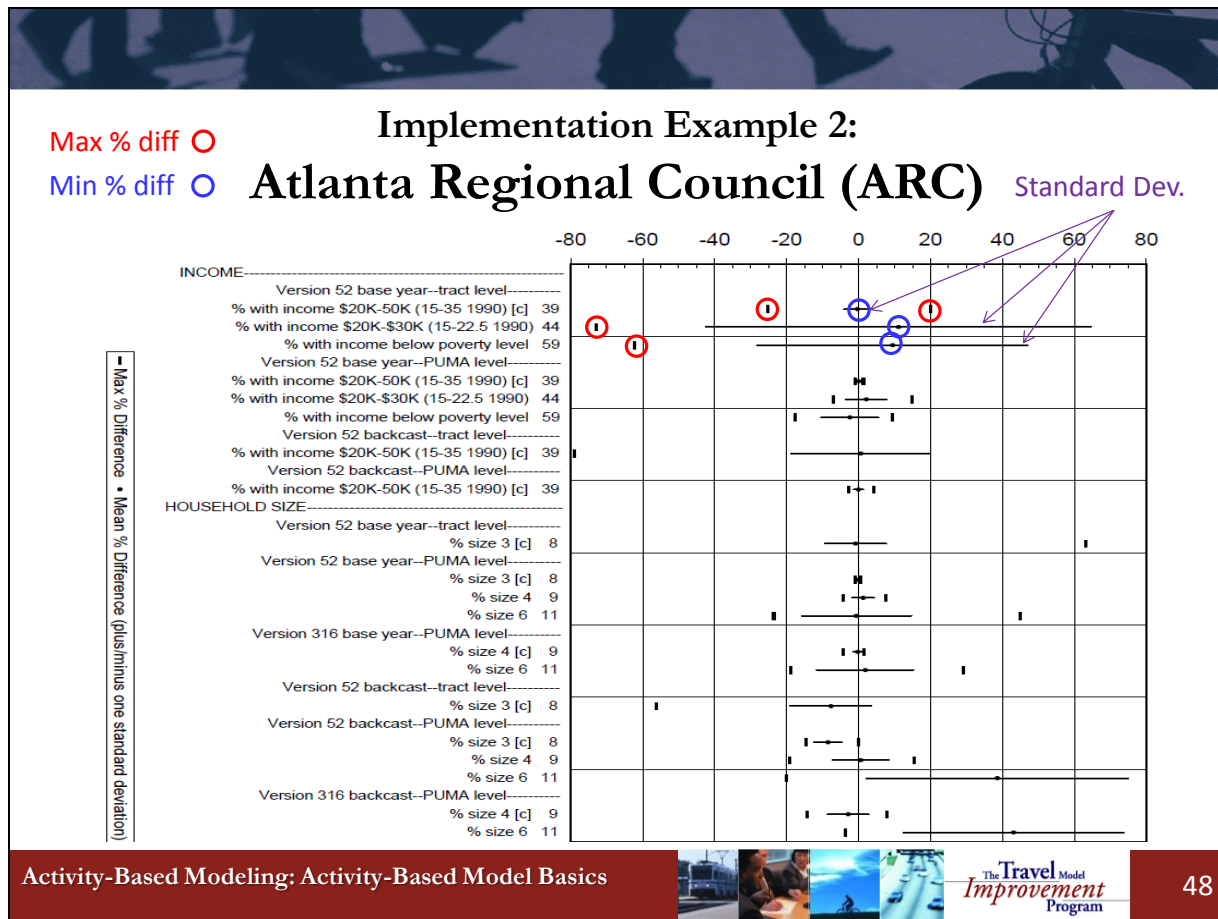 Implementation Example 2:
Max % diff
Min % diff
Atlanta Regional Council (ARC)
Standard Dev.
-80 -60 -40 -20 0 20 40 60 80
INCOME
Version 52 base year--tract level----------
% with income $20K-50K (15-35 1990) [c] 39
% with income $20K-$30K (15-22.5 1990) 44
% with income below poverty level 59
Version 52 base year--PUMA level----------
% with income $20K-50K (15-35 1990) [c] 39
% with income $20K-$30K (15-22.5 1990) 44
% with income below poverty level 59
Version 52 backcast--tract level----------
% with income $20K-50K (15-35 1990) [c] 39
Version 52 backcast--PUMA level----------
% with income $20K-50K (15-35 1990) [c] 39
HOUSEHOLD SIZE
Version 52 base year--tract level----------
% size 3 [c] 8
Version 52 base year--PUMA level----------
% size 3 [c] 8
% size 4 9
% size 6 11
Version 316 base year--PUMA level----------
% size 4 [c] 9
% size 6 11
Version 52 backcast--tract level----------
% size 3 [c] 8
Version 52 backcast--PUMA level----------
% size 3 [c] 8
% size 4 9
% size 6 11
Version 316 backcast--PUMA level----------
% size 4 [c] 9
% size 6 11
Max % Difference • Mean % Difference (plus/minus one standard deviation)
Activity-Based Modeling: Activity-Based Model Basics
The Travel Model
Improvement
Program
48